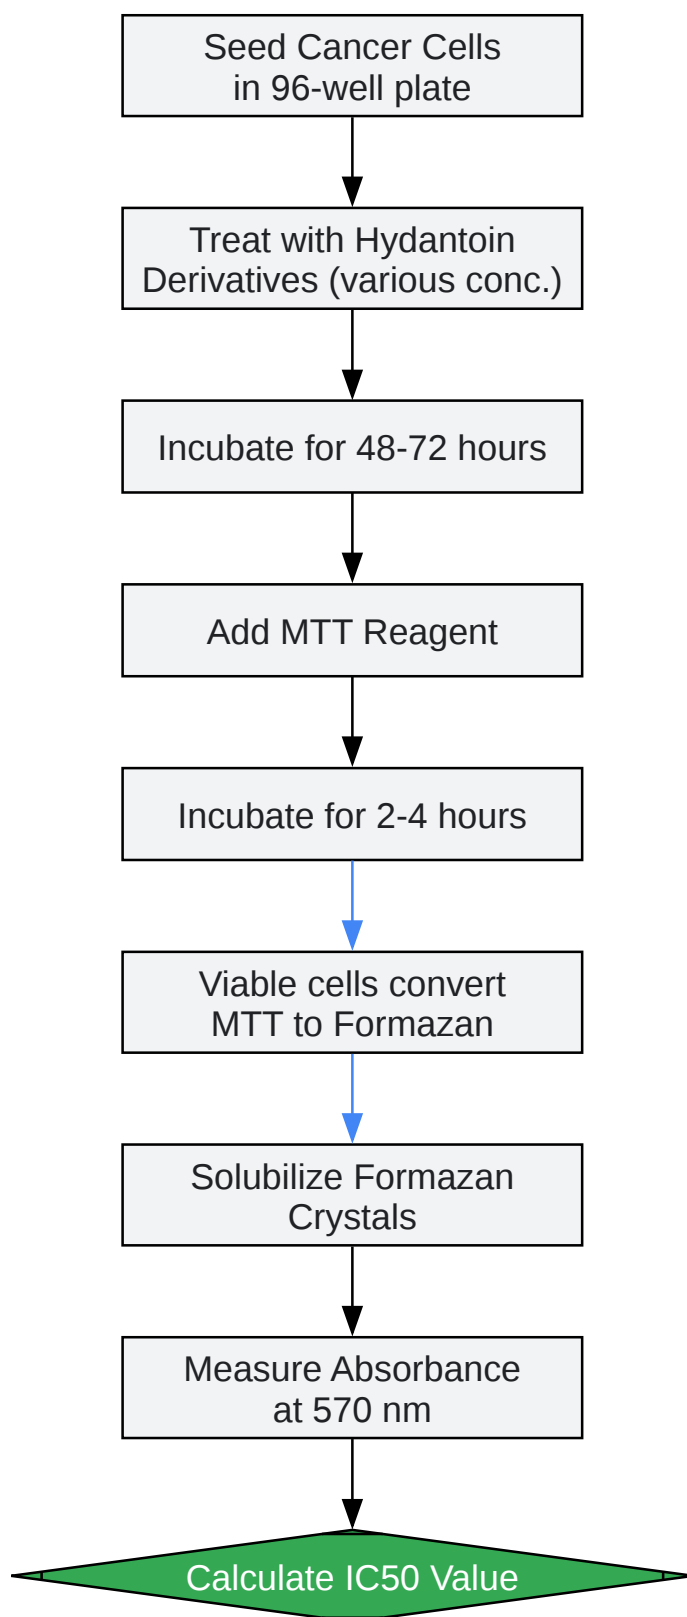 Seed Cancer Cells
in 96-well plate
Treat with Hydantoin
Derivatives (various conc.)
Incubate for 48-72 hours
Add MTT Reagent
Incubate for 2-4 hours
Viable cells convert
MTT to Formazan
Solubilize Formazan
Crystals
Measure Absorbance
at 570 nm
Calculate IC50 Value